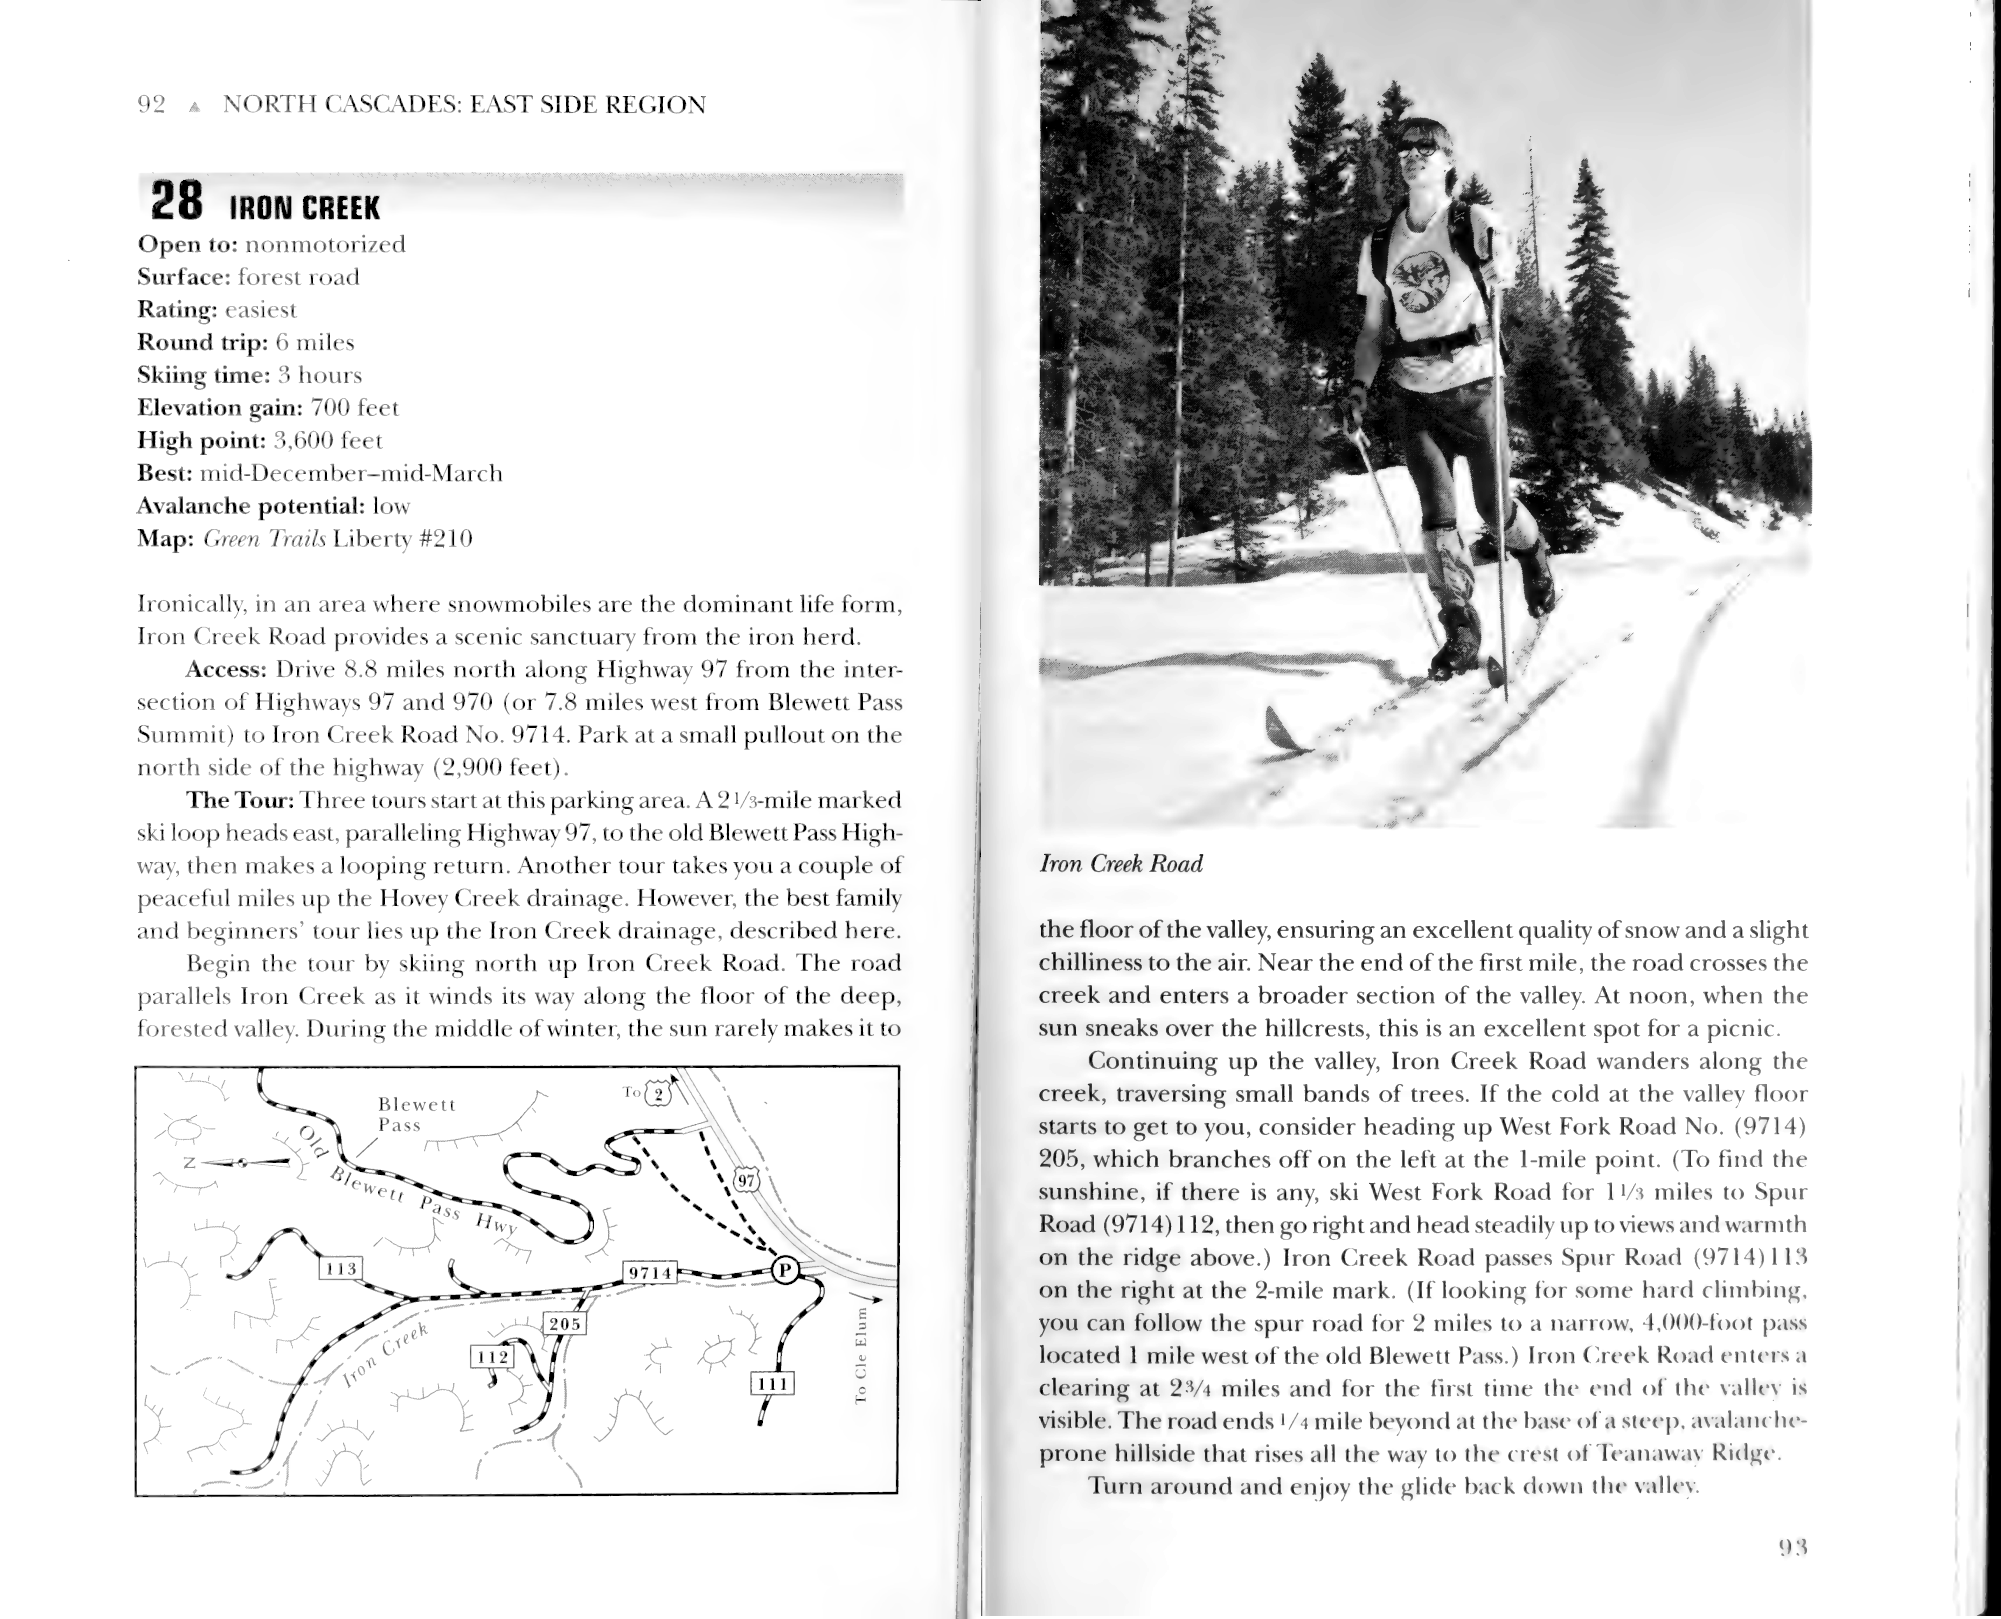 92 ▲ NORTH CASCADES: EAST SIDE REGION
28 IRON CREEK
Open to: nonmotorized
Surface: forest road
Rating: easiest
Round trip: 6 miles
Skiing time: 3 hours
Elevation gain: 700 feet
High point: 3,600 feet
Best: mid-December–mid-March
Avalanche potential: low
Map: Green Trails Liberty #210
Ironically, in an area where snowmobiles are the dominant life form,
Iron Creek Road provides a scenic sanctuary from the iron herd.
Access: Drive 8.8 miles north along Highway 97 from the inter-
section of Highways 97 and 970 (or 7.8 miles west from Blewett Pass
Summit) to Iron Creek Road No. 9714. Park at a small pullout on the
north side of the highway (2,900 feet).
The Tour: Three tours start at this parking area. A 2 1/3-mile marked
ski loop heads east, paralleling Highway 97, to the old Blewett Pass High-
way, then makes a looping return. Another tour takes you a couple of
peaceful miles up the Hovey Creek drainage. However, the best family
and beginners' tour lies up the Iron Creek drainage, described here.
Begin the tour by skiing north up Iron Creek Road. The road
parallels Iron Creek as it winds its way along the floor of the deep,
forested valley. During the middle of winter, the sun rarely makes it to
To 2
Blewett
Pass
Old Blewett Pass Hwy
N
97
113
9714
P
205
Iron Creek
112
111
To Cle Elum
Iron Creek Road
the floor of the valley, ensuring an excellent quality of snow and a slight
chilliness to the air. Near the end of the first mile, the road crosses the
creek and enters a broader section of the valley. At noon, when the
sun sneaks over the hillcrests, this is an excellent spot for a picnic.
Continuing up the valley, Iron Creek Road wanders along the
creek, traversing small bands of trees. If the cold at the valley floor
starts to get to you, consider heading up West Fork Road No. (9714)
205, which branches off on the left at the 1-mile point. (To find the
sunshine, if there is any, ski West Fork Road for 1 1/3 miles to Spur
Road (9714)112, then go right and head steadily up to views and warmth
on the ridge above.) Iron Creek Road passes Spur Road (9714)113
on the right at the 2-mile mark. (If looking for some hard climbing,
you can follow the spur road for 2 miles to a narrow, 4,000-foot pass
located 1 mile west of the old Blewett Pass.) Iron Creek Road enters a
clearing at 2 3/4 miles and for the first time the end of the valley is
visible. The road ends 1/4 mile beyond at the base of a steep, avalanche-
prone hillside that rises all the way to the crest of Teanaway Ridge.
Turn around and enjoy the glide back down the valley.
93